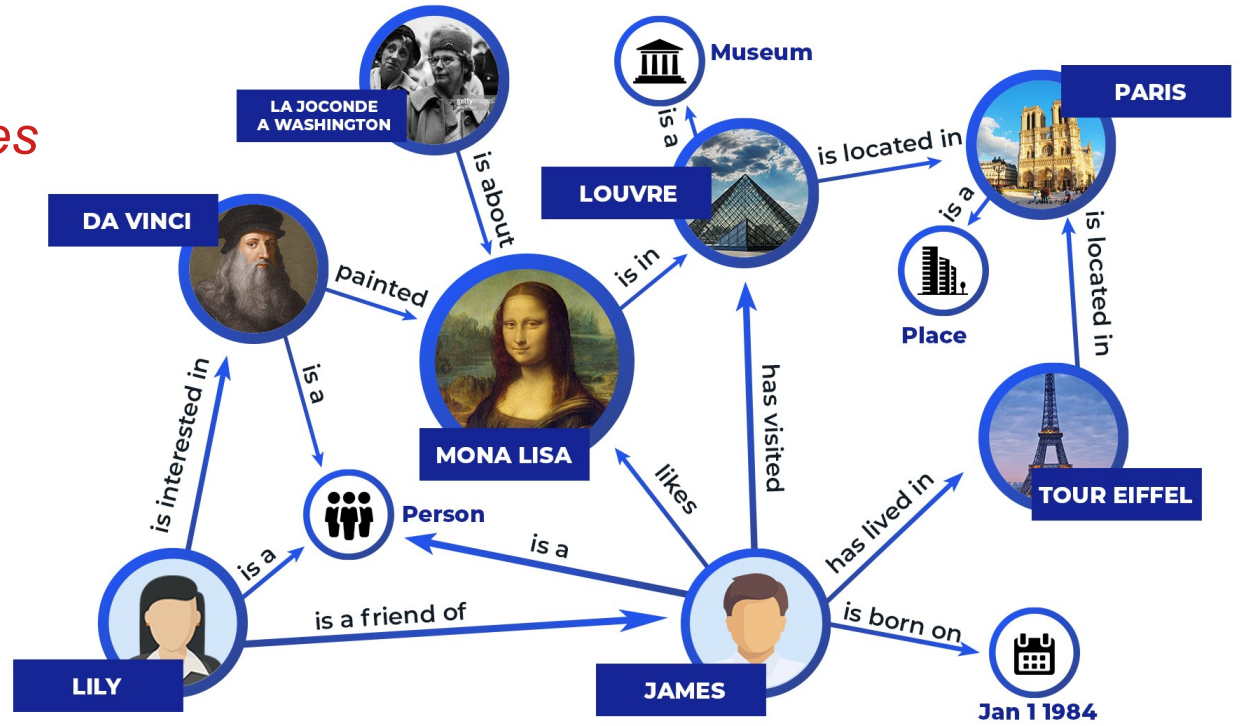 es
LA JOCONDE
A WASHINGTON
gettyimages
Museum
PARIS
is a
is located in
is about
LOUVRE
DA VINCI
is a
is in
painted
is located in
Place
is a
is interested in
has visited
MONA LISA
likes
TOUR EIFFEL
has lived in
Person
is a
is a
is a friend of
is born on
LILY
JAMES
Jan 1 1984